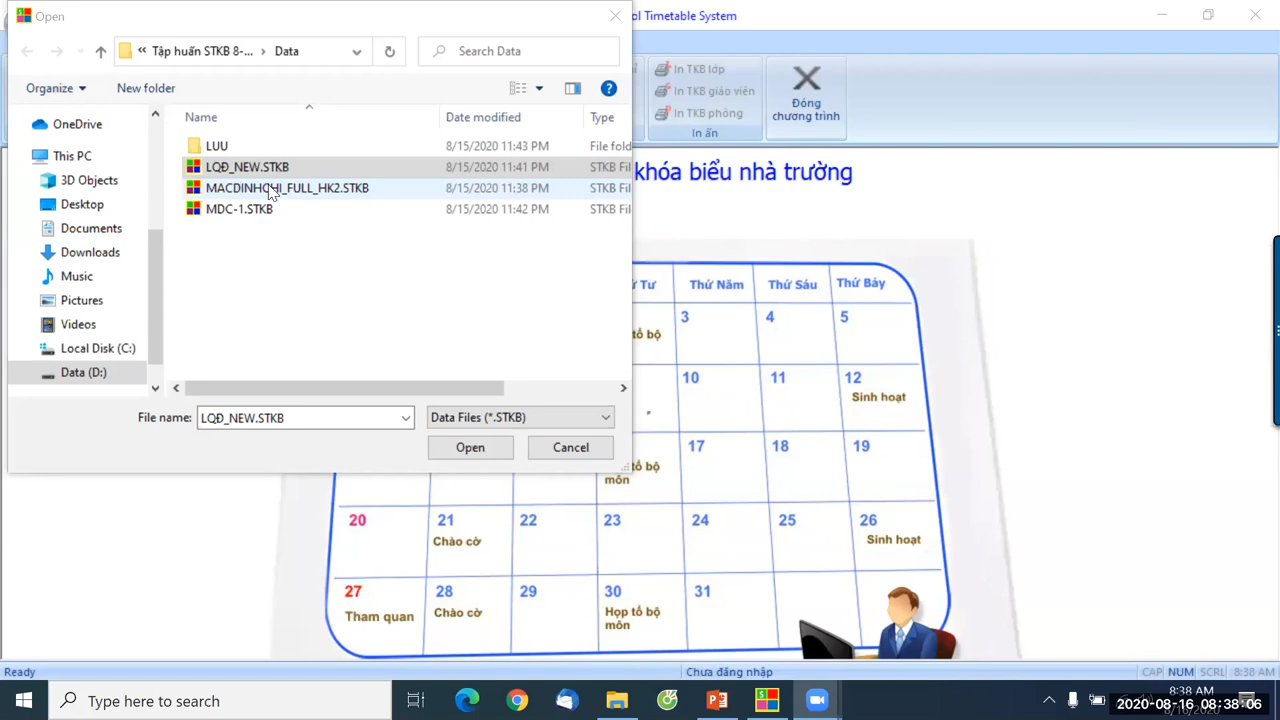 Open
ol Timetable System
Tập huấn STKB 8-...
Data
Search Data
Organize
New folder
Name
Date modified
Type
OneDrive
This PC
3D Objects
Desktop
Documents
Downloads
Music
Pictures
Videos
Local Disk (C:)
Data (D:)
LUU 8/15/2020 11:43 PM File fold
LQĐ_NEW.STKB 8/15/2020 11:41 PM STKB Fil
MACDINHCHI_FULL_HK2.STKB 8/15/2020 11:38 PM STKB Fil
MDC-1.STKB 8/15/2020 11:42 PM STKB Fil
File name: LQĐ_NEW.STKB
Data Files (*.STKB)
Open
Cancel
In TKB lớp
In TKB giáo viên
In TKB phòng
In ấn
Đóng
chương trình
khóa biểu nhà trường
Tư Thứ Năm Thứ Sáu Thứ Bảy
3 4 5
tổ bộ
10 11 12
Sinh hoạt
17 18 19
tổ bộ
môn
20 21 22 23 24 25 26
Chào cờ
Sinh hoạt
27 28 29 30 31
Tham quan
Chào cờ
Họp tổ bộ
môn
Ready
Chưa đăng nhập
CAP NUM SCRL 8:38 AM
Type here to search
8:38 AM
2020-08-16 08:38:06